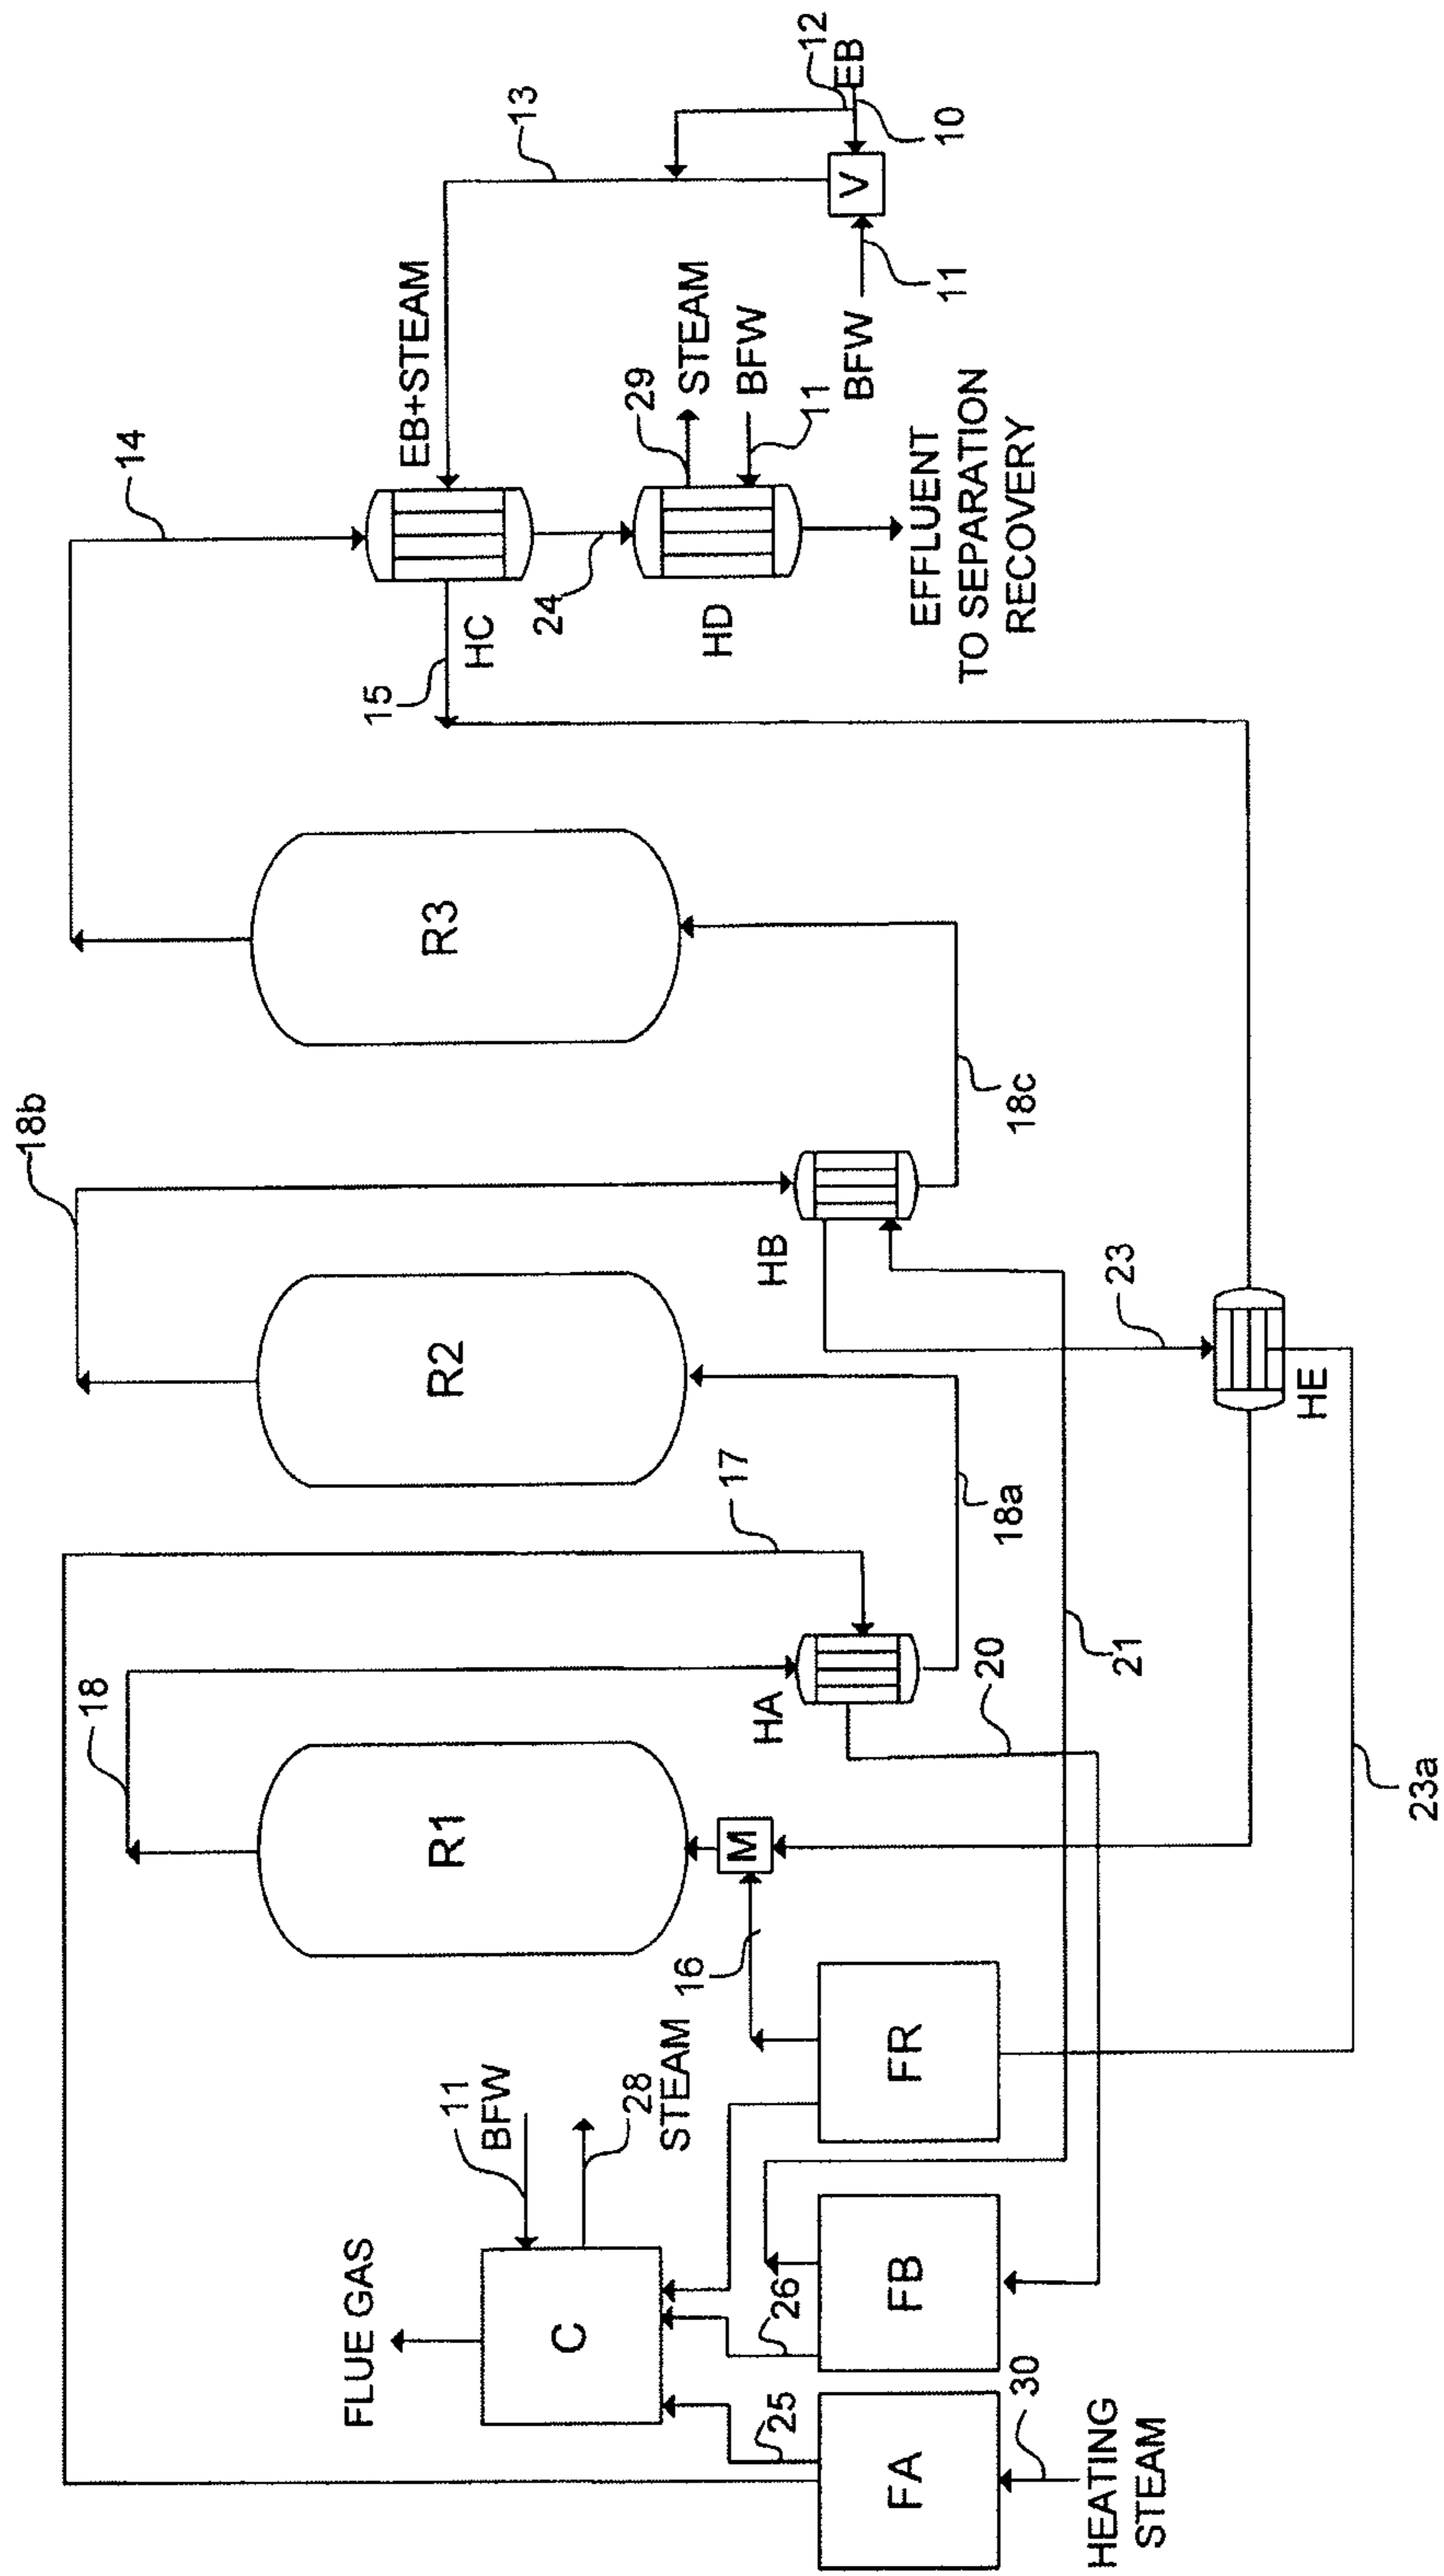 18b
14
13
12
EB
10
V
11
BFW
EB+STEAM
29
STEAM
BFW
11
HC
15
24
HD
EFFLUENT
TO SEPARATION
RECOVERY
R3
18c
HB
23
HE
R2
17
18a
18
HA
20
21
R1
M
16
23a
FLUE GAS
11
BFW
28
STEAM
C
25
26
FA
FB
FR
30
HEATING
STEAM